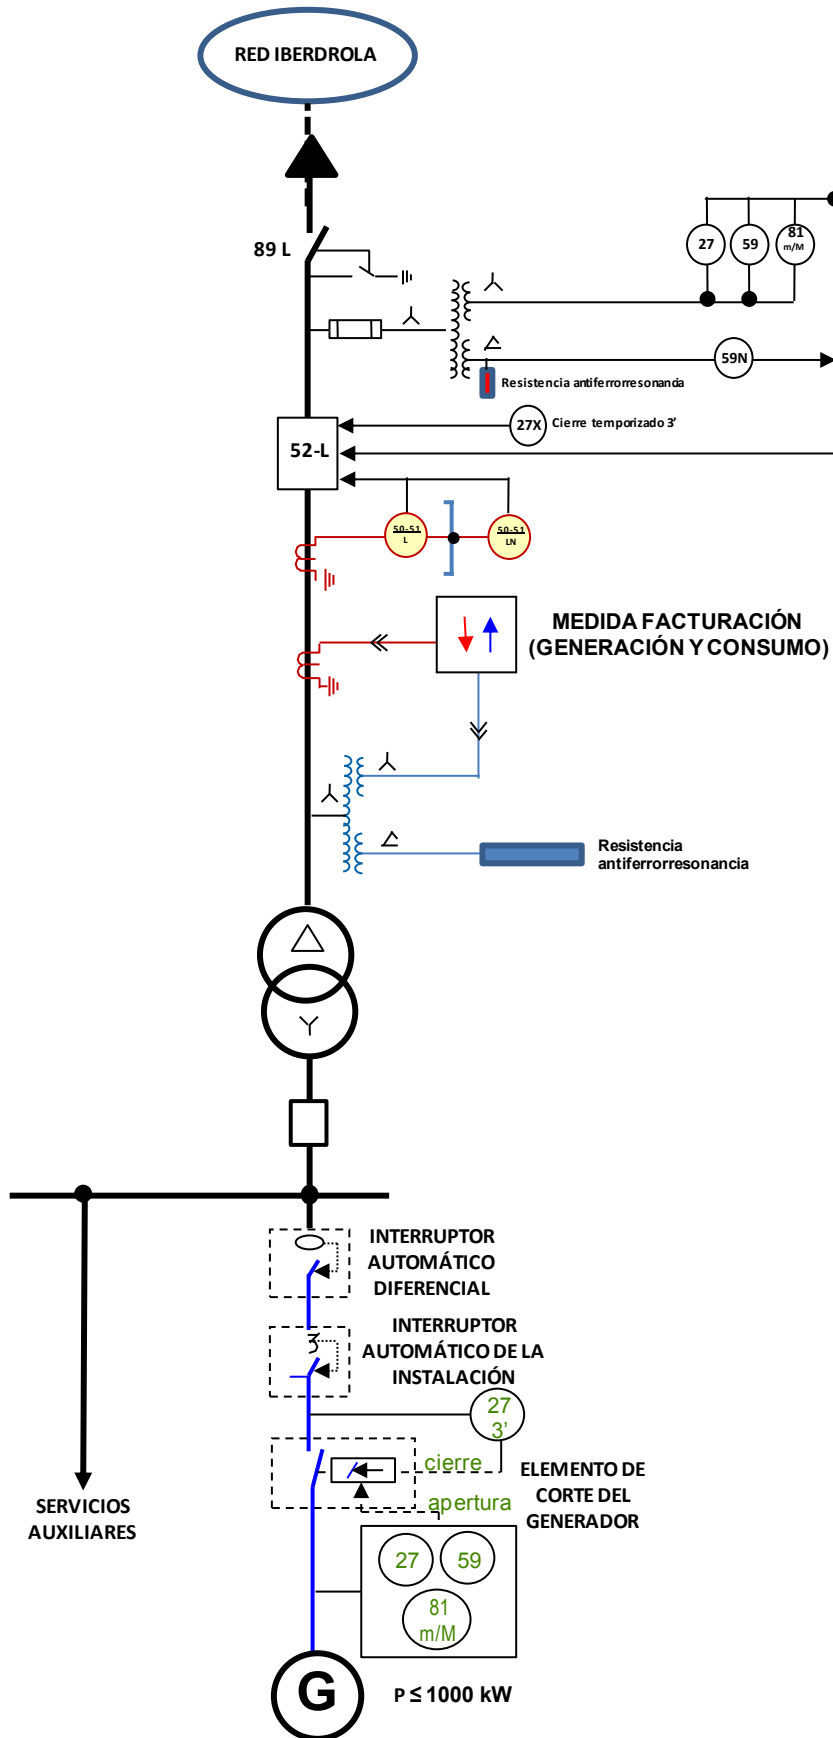 RED IBERDROLA
89 L
27
59
81
m/M
59N
Resistencia antiferrorresonancia
27X
Cierre temporizado 3’
52-L
50-51
L
50-51
LN
MEDIDA FACTURACIÓN
(GENERACIÓN Y CONSUMO)
Resistencia
antiferrorresonancia
INTERRUPTOR
AUTOMÁTICO
DIFERENCIAL
INTERRUPTOR
AUTOMÁTICO DE LA
INSTALACIÓN
27
3’
cierre
apertura
ELEMENTO DE
CORTE DEL
GENERADOR
SERVICIOS
AUXILIARES
27
59
81
m/M
G
P ≤ 1000 kW